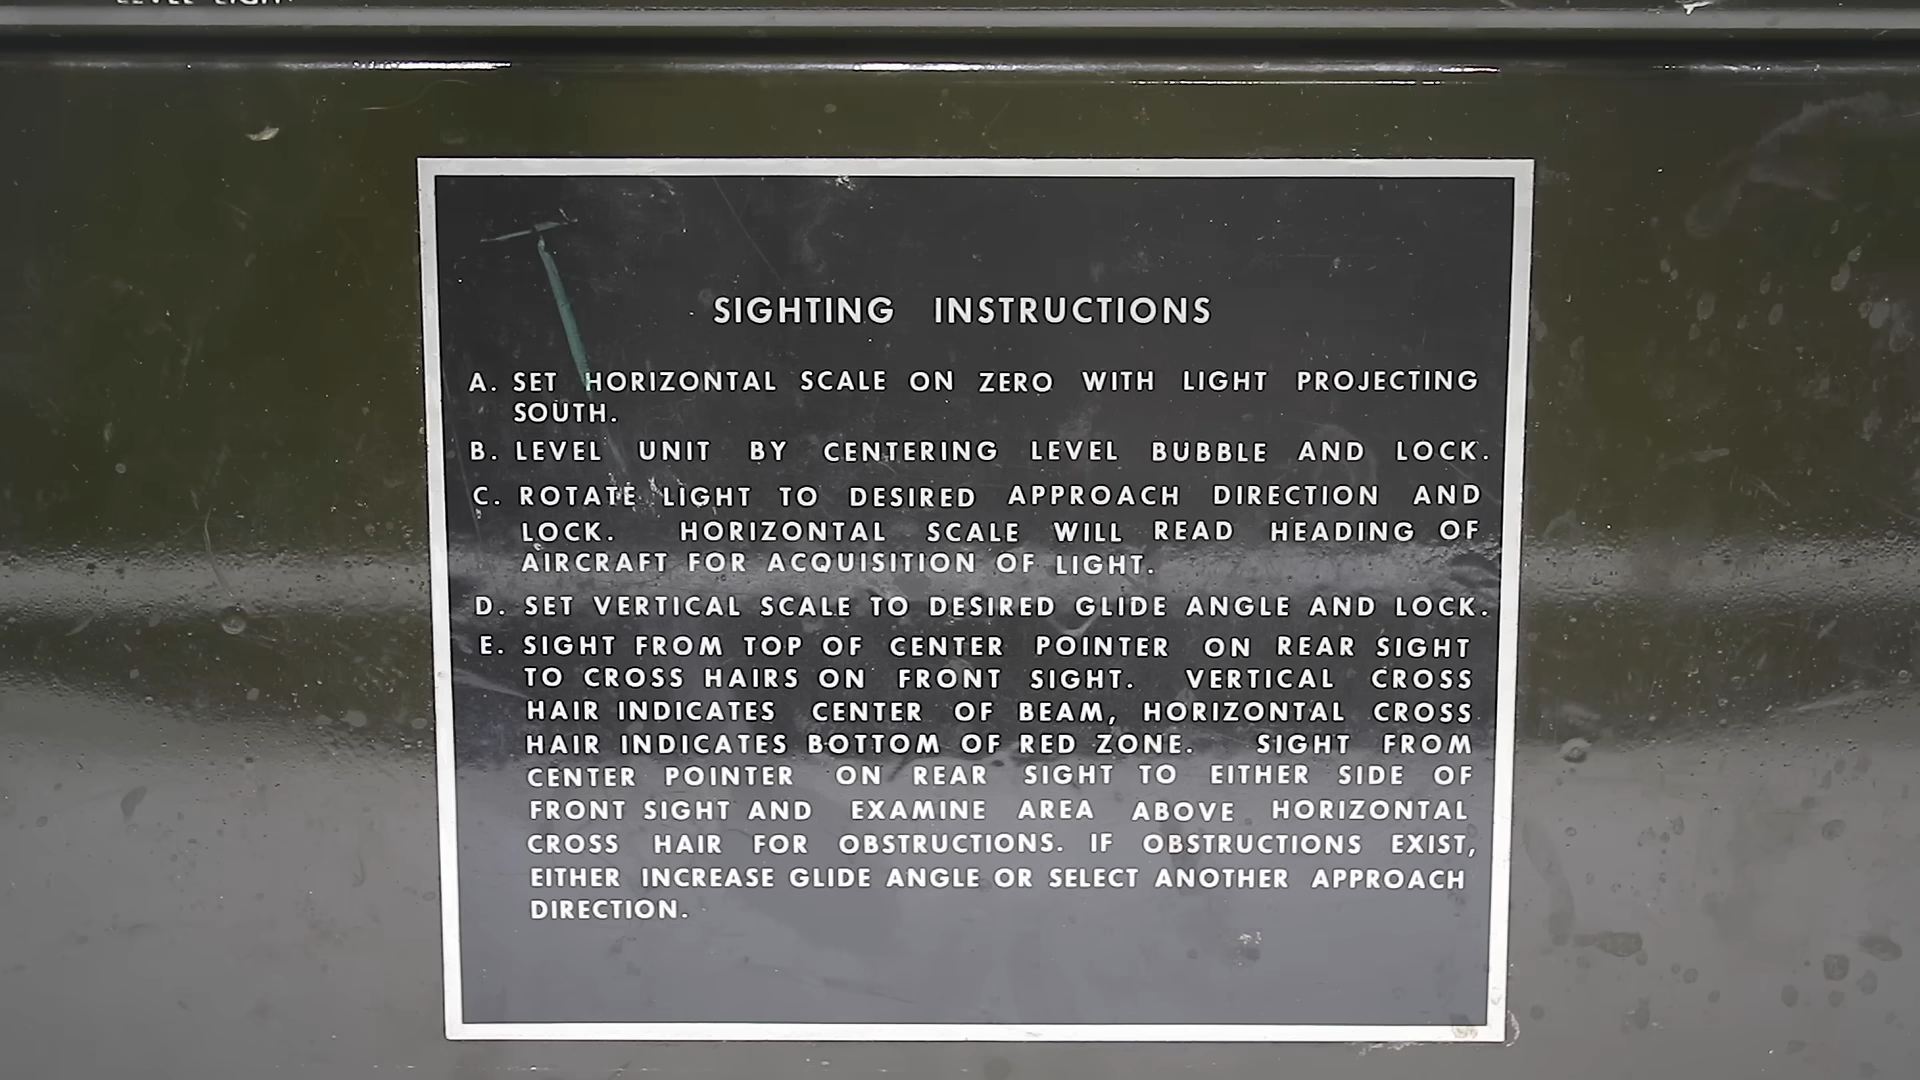 SIGHTING INSTRUCTIONS
A. SET HORIZONTAL SCALE ON ZERO WITH LIGHT PROJECTING
SOUTH.
B. LEVEL UNIT BY CENTERING LEVEL BUBBLE AND LOCK.
C. ROTATE LIGHT TO DESIRED APPROACH DIRECTION AND
LOCK. HORIZONTAL SCALE WILL READ HEADING OF
AIRCRAFT FOR ACQUISITION OF LIGHT.
D. SET VERTICAL SCALE TO DESIRED GLIDE ANGLE AND LOCK.
E. SIGHT FROM TOP OF CENTER POINTER ON REAR SIGHT
TO CROSS HAIRS ON FRONT SIGHT. VERTICAL CROSS
HAIR INDICATES CENTER OF BEAM, HORIZONTAL CROSS
HAIR INDICATES BOTTOM OF RED ZONE. SIGHT FROM
CENTER POINTER ON REAR SIGHT TO EITHER SIDE OF
FRONT SIGHT AND EXAMINE AREA ABOVE HORIZONTAL
CROSS HAIR FOR OBSTRUCTIONS. IF OBSTRUCTIONS EXIST,
EITHER INCREASE GLIDE ANGLE OR SELECT ANOTHER APPROACH
DIRECTION.